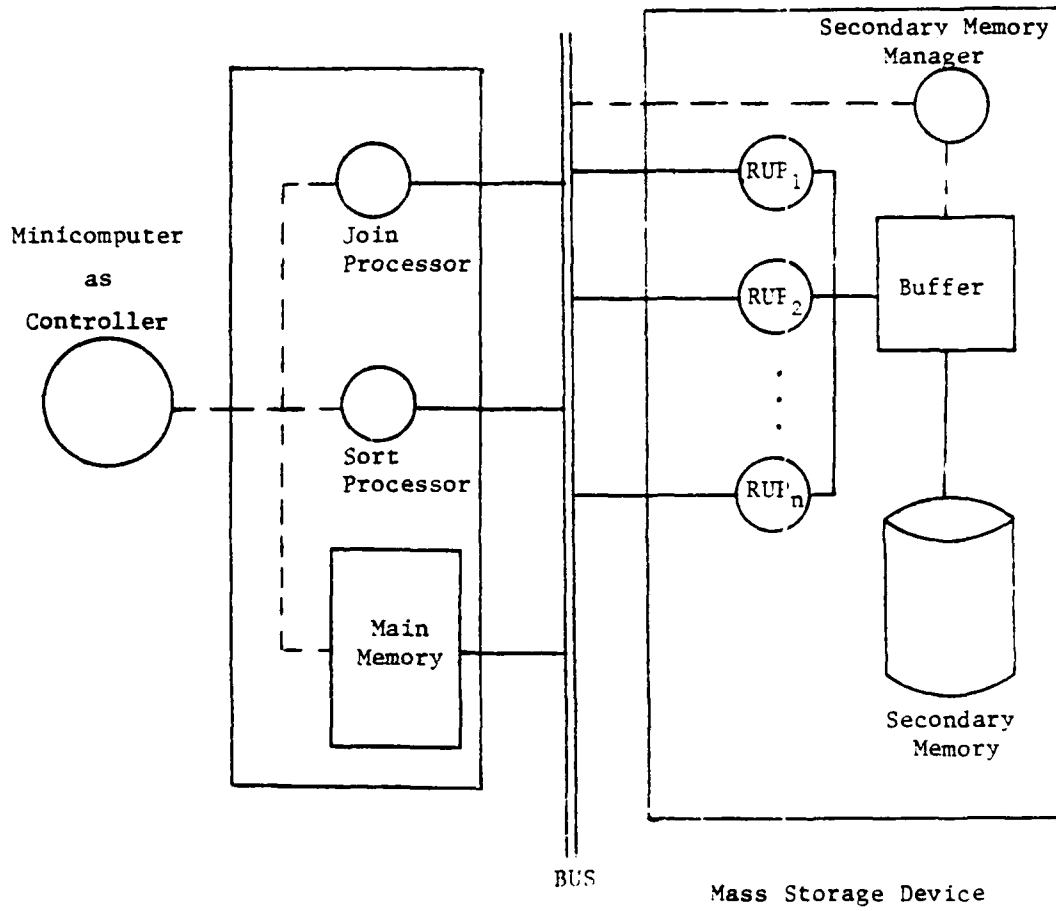 Secondary Memory
Manager
Minicomputer
as
Controller
Join
Processor
Sort
Processor
Main
Memory
RUP1
RUP2
RUPn
Buffer
Secondary
Memory
BUS
Mass Storage Device